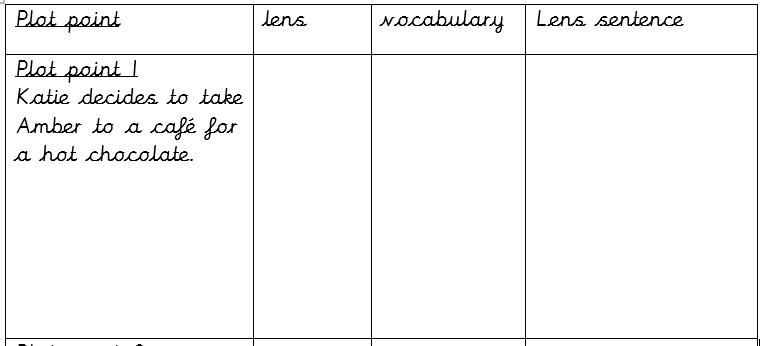 Plot point
lens
vocabulary
Lens sentence
Plot point 1
Katie decides to take
Amber to a café for
a hot chocolate.